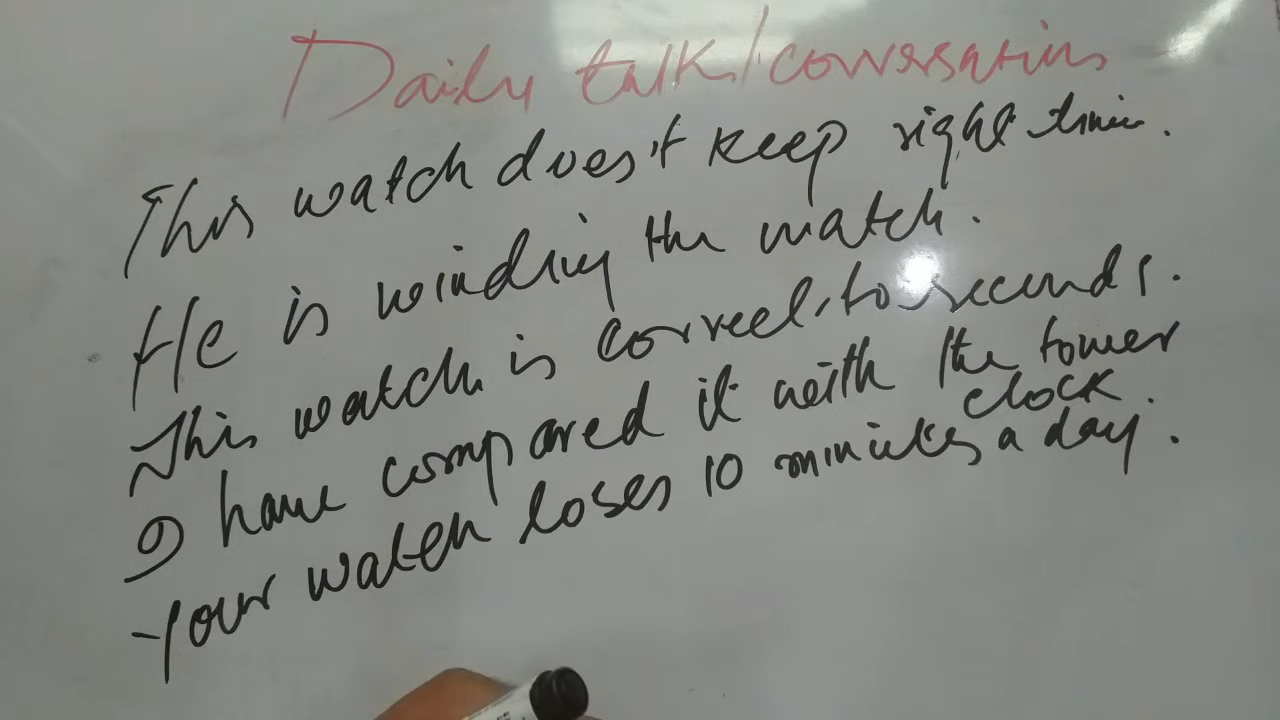 Daily talk/conversation
This watch does't keep right time.
He is winding the watch.
This watch is correct to seconds.
I have compared it with the tower
clock.
Your watch loses 10 minutes a day.